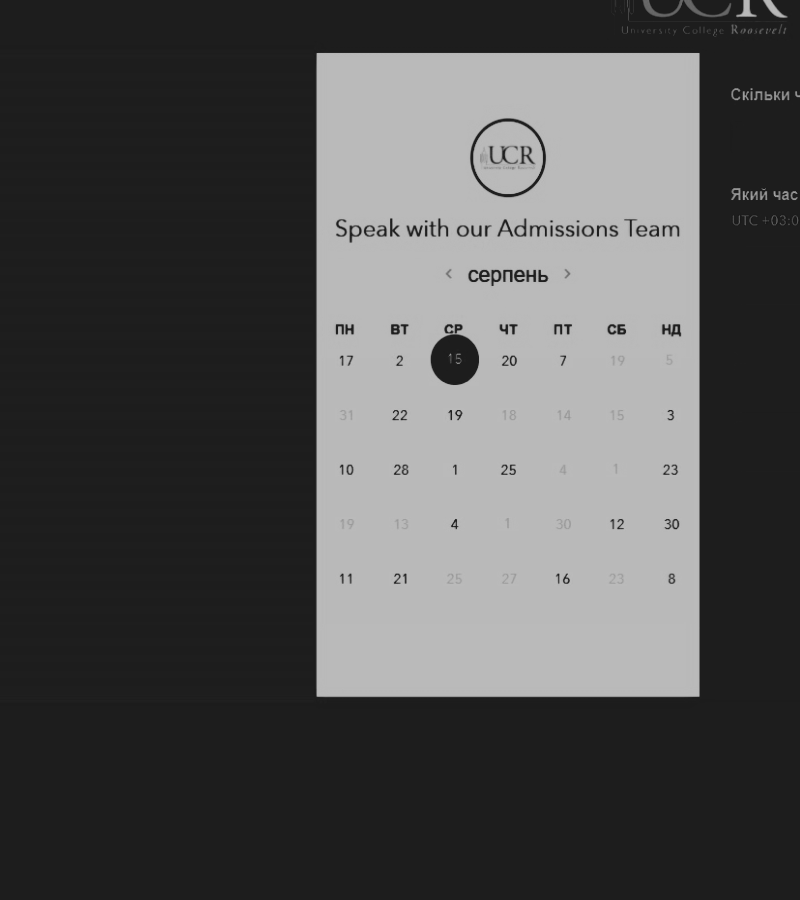 UCR
University College Roosevelt
Скільки ч
UCR
Speak with our Admissions Team
Який час
UTC +03:0
< серпень >
ПН ВТ СР ЧТ ПТ СБ НД
17 2 15 20 7 19 5
31 22 19 18 14 15 3
10 28 1 25 4 1 23
19 13 4 1 30 12 30
11 21 25 27 16 23 8